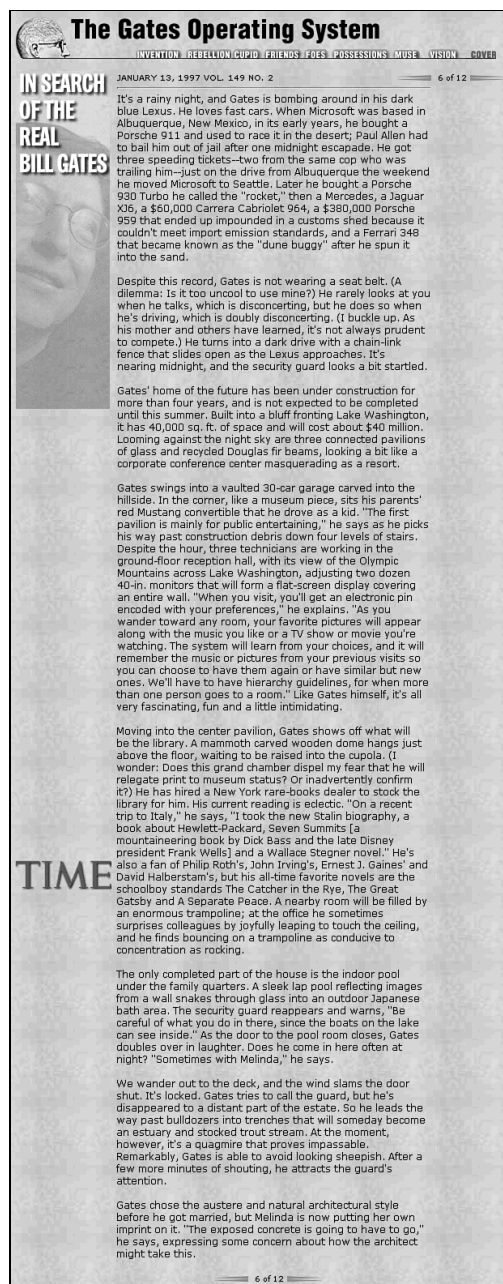 The Gates Operating System
INVENTION REBELLION CUPID FRIENDS FOES POSSESSIONS MUSE VISION COVER
IN SEARCH
OF THE
REAL
BILL GATES
JANUARY 13, 1997 VOL. 149 NO. 2
6 of 12
It's a rainy night, and Gates is bombing around in his dark
blue Lexus. He loves fast cars. When Microsoft was based in
Albuquerque, New Mexico, in its early years, he bought a
Porsche 911 and used to race it in the desert; Paul Allen had
to bail him out of jail after one midnight escapade. He got
three speeding tickets--two from the same cop who was
trailing him--just on the drive from Albuquerque the weekend
he moved Microsoft to Seattle. Later he bought a Porsche
930 Turbo he called the "rocket," then a Mercedes, a Jaguar
XJ6, a $60,000 Carrera Cabriolet 964, a $380,000 Porsche
959 that ended up impounded in a customs shed because it
couldn't meet import emission standards, and a Ferrari 348
that became known as the "dune buggy" after he spun it
into the sand.
Despite this record, Gates is not wearing a seat belt. (A
dilemma: Is it too uncool to use mine?) He rarely looks at you
when he talks, which is disconcerting, but he does so when
he's driving, which is doubly disconcerting. (I buckle up. As
his mother and others have learned, it's not always prudent
to compete.) He turns into a dark drive with a chain-link
fence that slides open as the Lexus approaches. It's
nearing midnight, and the security guard looks a bit startled.
Gates' home of the future has been under construction for
more than four years, and is not expected to be completed
until this summer. Built into a bluff fronting Lake Washington,
it has 40,000 sq. ft. of space and will cost about $40 million.
Looming against the night sky are three connected pavilions
of glass and recycled Douglas fir beams, looking a bit like a
corporate conference center masquerading as a resort.
Gates swings into a vaulted 30-car garage carved into the
hillside. In the corner, like a museum piece, sits his parents'
red Mustang convertible that he drove as a kid. "The first
pavilion is mainly for public entertaining," he says as he picks
his way past construction debris down four levels of stairs.
Despite the hour, three technicians are working in the
ground-floor reception hall, with its view of the Olympic
Mountains across Lake Washington, adjusting two dozen
40-in. monitors that will form a flat-screen display covering
an entire wall. "When you visit, you'll get an electronic pin
encoded with your preferences," he explains. "As you
wander toward any room, your favorite pictures will appear
along with the music you like or a TV show or movie you're
watching. The system will learn from your choices, and it will
remember the music or pictures from your previous visits so
you can choose to have them again or have similar but new
ones. We'll have to have hierarchy guidelines, for when more
than one person goes to a room." Like Gates himself, it's all
very fascinating, fun and a little intimidating.
Moving into the center pavilion, Gates shows off what will
be the library. A mammoth carved wooden dome hangs just
above the floor, waiting to be raised into the cupola. (I
wonder: Does this grand chamber dispel my fear that he will
relegate print to museum status? Or inadvertently confirm
it?) He has hired a New York rare-books dealer to stock the
library for him. His current reading is eclectic. "On a recent
trip to Italy," he says, "I took the new Stalin biography, a
book about Hewlett-Packard, Seven Summits [a
mountaineering book by Dick Bass and the late Disney
president Frank Wells] and a Wallace Stegner novel." He's
also a fan of Philip Roth's, John Irving's, Ernest J. Gaines' and
David Halberstam's, but his all-time favorite novels are the
schoolboy standards The Catcher in the Rye, The Great
Gatsby and A Separate Peace. A nearby room will be filled by
an enormous trampoline; at the office he sometimes
surprises colleagues by joyfully leaping to touch the ceiling,
and he finds bouncing on a trampoline as conducive to
concentration as rocking.
TIME
The only completed part of the house is the indoor pool
under the family quarters. A sleek lap pool reflecting images
from a wall snakes through glass into an outdoor Japanese
bath area. The security guard reappears and warns, "Be
careful of what you do in there, since the boats on the lake
can see inside." As the door to the pool room closes, Gates
doubles over in laughter. Does he come in here often at
night? "Sometimes with Melinda," he says.
We wander out to the deck, and the wind slams the door
shut. It's locked. Gates tries to call the guard, but he's
disappeared to a distant part of the estate. So he leads the
way past bulldozers into trenches that will someday become
an estuary and stocked trout stream. At the moment,
however, it's a quagmire that proves impassable.
Remarkably, Gates is able to avoid looking sheepish. After a
few more minutes of shouting, he attracts the guard's
attention.
Gates chose the austere and natural architectural style
before he got married, but Melinda is now putting her own
imprint on it. "The exposed concrete is going to have to go,"
he says, expressing some concern about how the architect
might take this.
6 of 12